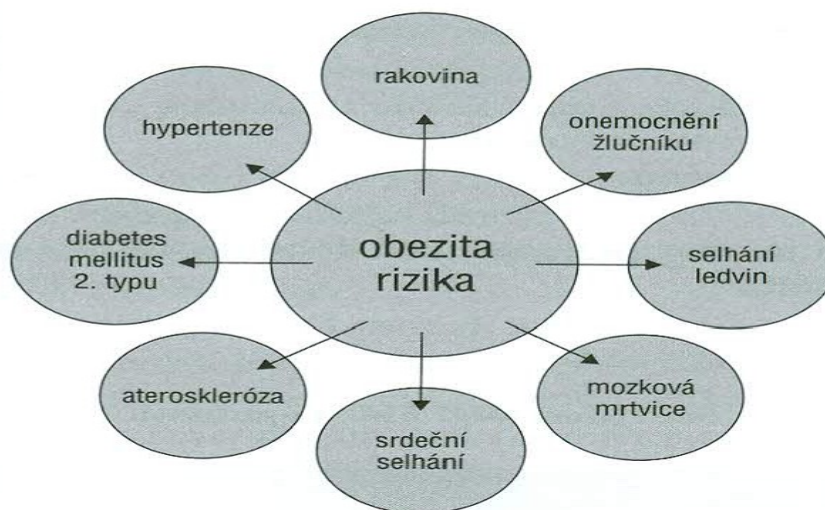 rakovina
hypertenze
onemocnění
žlučníku
obezita
rizika
diabetes
mellitus
2. typu
selhání
ledvin
ateroskleróza
mozková
mrtvice
srdeční
selhání